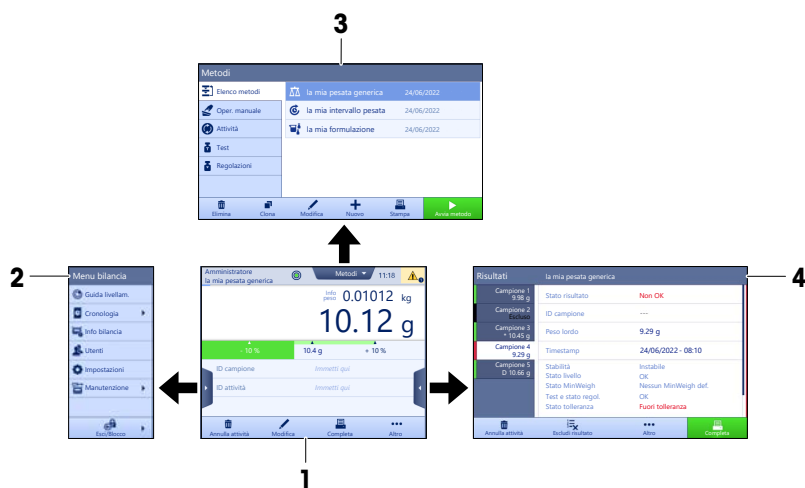 3
Metodi
Elenco metodi
la mia pesata generica 24/06/2022
Oper. manuale
la mia intervallo pesata 24/06/2022
Attività
la mia formulazione 24/06/2022
Test
Regolazioni
Elimina Clona Modifica Nuovo Stampa Avvia metodo
2
Menu bilancia
Guida livellam.
Cronologia
Info bilancia
Utenti
Impostazioni
Manutenzione
Esci/Blocco
Amministratore
la mia pesata generica
Metodi 11:18
Info peso 0.01012 kg
10.12 g
- 10 % 10.4 g + 10 %
ID campione Immetti qui
ID attività Immetti qui
Annulla attività Modifica Completa Altro
1
4
Risultati la mia pesata generica
Campione 1
9.98 g
Campione 2
Escluso
Campione 3
* 10.45 g
Campione 4
9.29 g
Campione 5
D 10.66 g
Stato risultato Non OK
ID campione ---
Peso lordo 9.29 g
Timestamp 24/06/2022 - 08:10
Stabilità Instabile
Stato livello OK
Stato MinWeigh Nessun MinWeigh def.
Test e stato regol. OK
Stato tolleranza Fuori tolleranza
Annulla attività Escludi risulteto Altro Completa